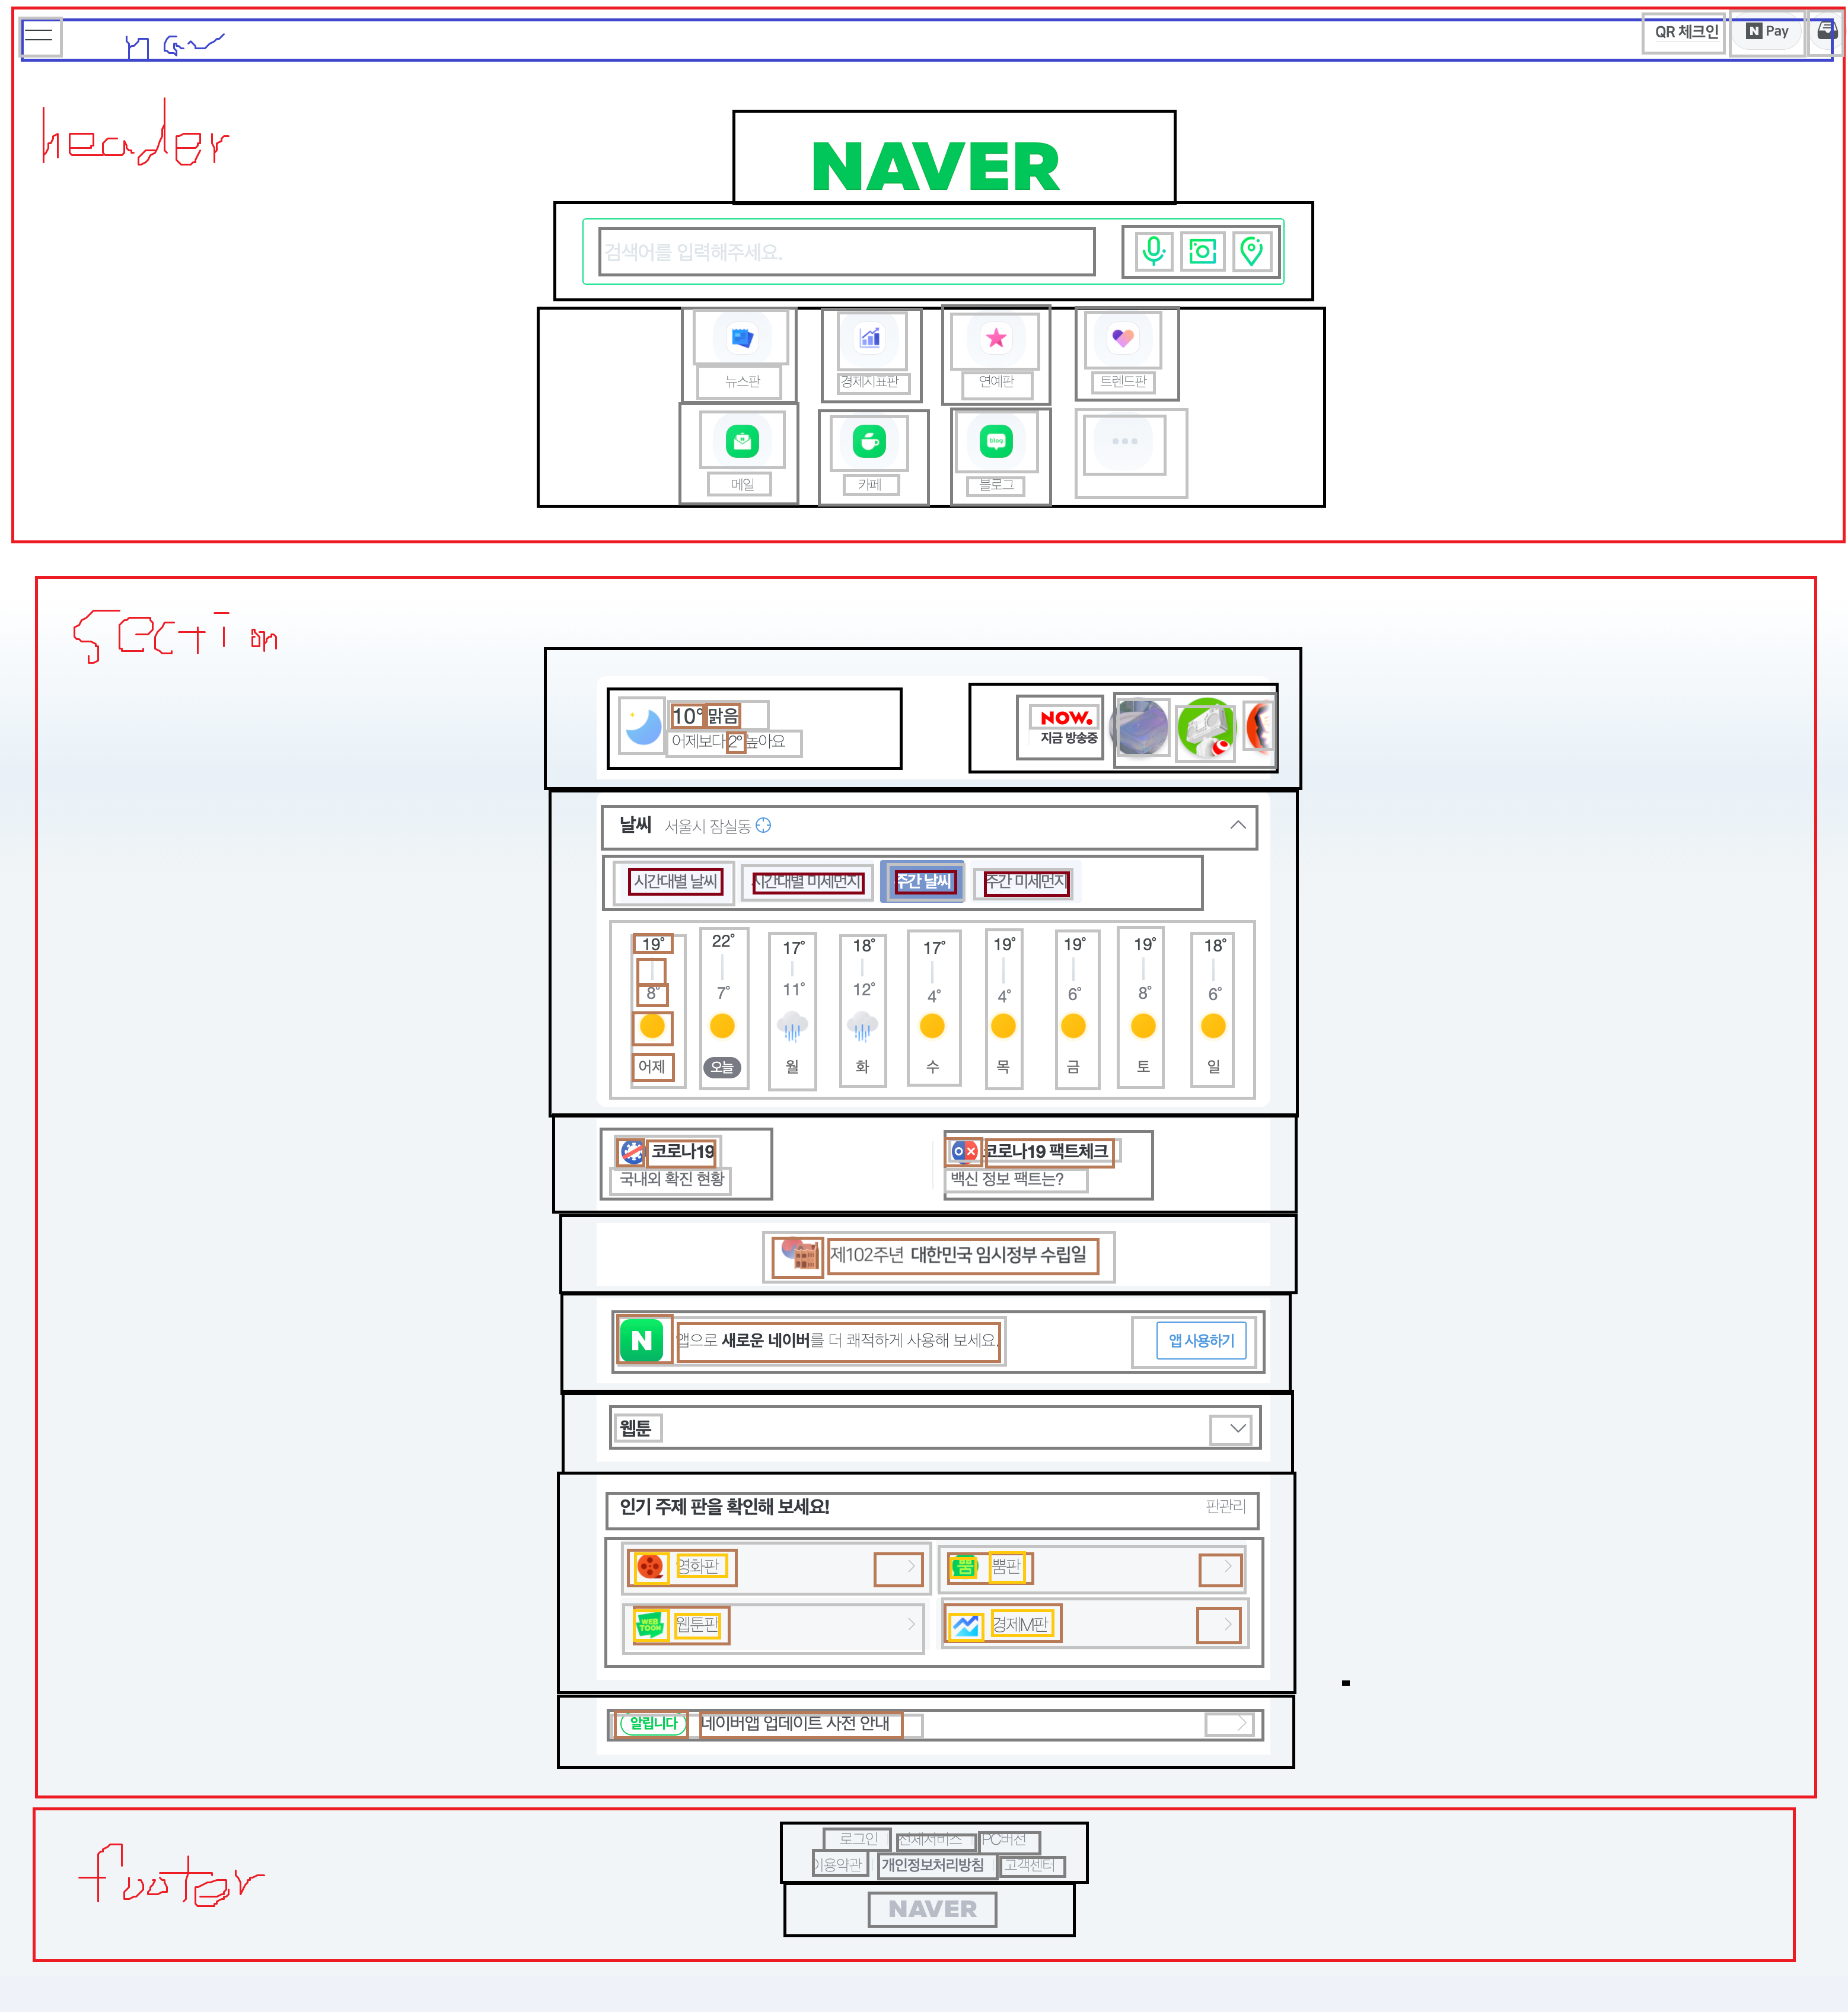 nav
QR 체크인
N Pay
header
NAVER
검색어를 입력해주세요.
뉴스판 경제지표판 연예판 트렌드판
blog
메일 카페 블로그
section
10° 맑음
어제보다 2° 높아요
NOW.
지금 방송중
날씨 서울시 잠실동
시간대별 날씨 시간대별 미세먼지 주간 날씨 주간 미세먼지
19° 22° 17° 18° 17° 19° 19° 19° 18°
8° 7° 11° 12° 4° 4° 6° 8° 6°
어제 오늘 월 화 수 목 금 토 일
코로나19
국내외 확진 현황
O X 코로나19 팩트체크
백신 정보 팩트는?
제102주년 대한민국 임시정부 수립일
N 앱으로 새로운 네이버를 더 쾌적하게 사용해 보세요. 앱 사용하기
웹툰
인기 주제 판을 확인해 보세요! 판관리
영화판 뿜 뿜판
WEB TOON 웹툰판 경제M판
알립니다 네이버앱 업데이트 사전 안내
footer
로그인 전체서비스 PC버전
이용약관 개인정보처리방침 고객센터
NAVER